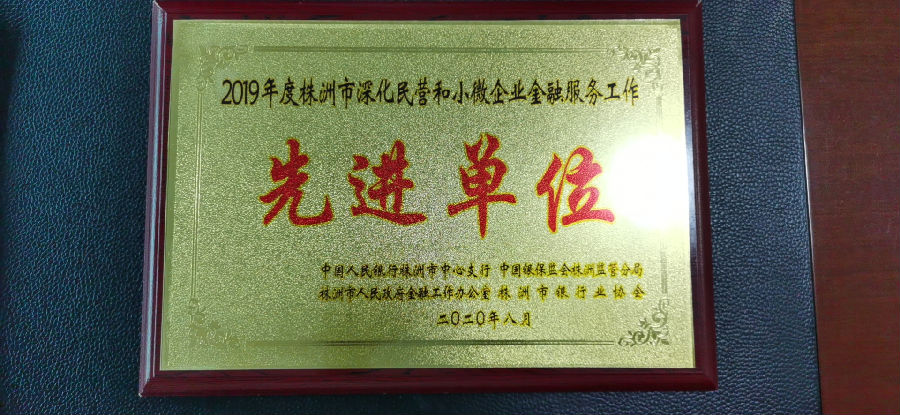 2019年度株洲市深化民营和小微企业金融服务工作
先进单位
中国人民银行株洲市中心支行 中国银保监会株洲监管分局
株洲市人民政府金融工作办公室 株洲市银行业协会
二〇二〇年八月